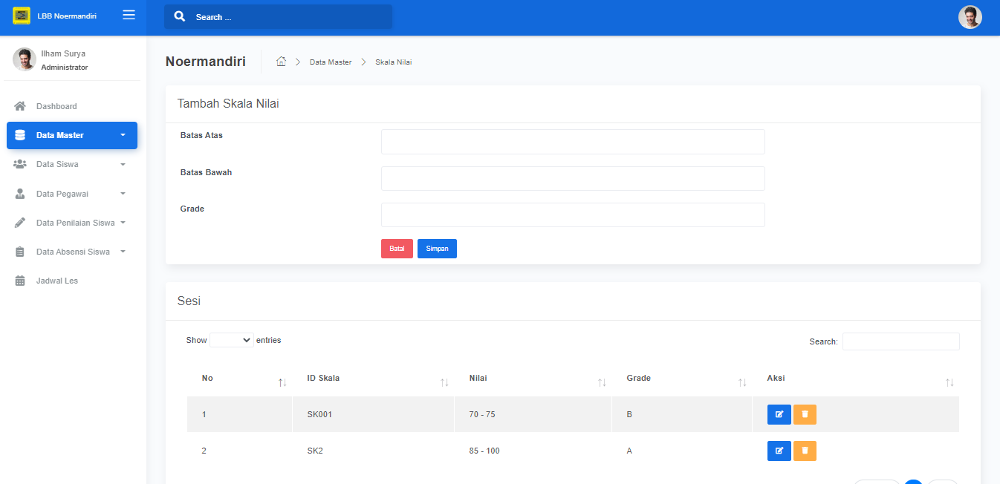 LBB Noermandiri
Search ...
Ilham Surya
Administrator
Dashboard
Data Master
Data Siswa
Data Pegawai
Data Penilaian Siswa
Data Absensi Siswa
Jadwal Les
Noermandiri
Data Master
Skala Nilai
Tambah Skala Nilai
Batas Atas
Batas Bawah
Grade
Batal Simpan
Sesi
Show entries
Search:
No ID Skala Nilai Grade Aksi
1 SK001 70 - 75 B
2 SK2 85 - 100 A